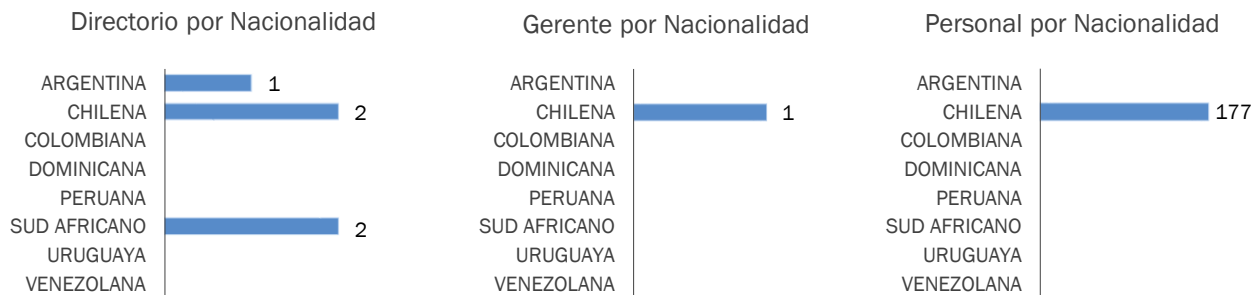 Directorio por Nacionalidad
ARGENTINA 1
CHILENA 2
COLOMBIANA
DOMINICANA
PERUANA
SUD AFRICANO 2
URUGUAYA
VENEZOLANA
Gerente por Nacionalidad
ARGENTINA
CHILENA 1
COLOMBIANA
DOMINICANA
PERUANA
SUD AFRICANO
URUGUAYA
VENEZOLANA
Personal por Nacionalidad
ARGENTINA
CHILENA 177
COLOMBIANA
DOMINICANA
PERUANA
SUD AFRICANO
URUGUAYA
VENEZOLANA